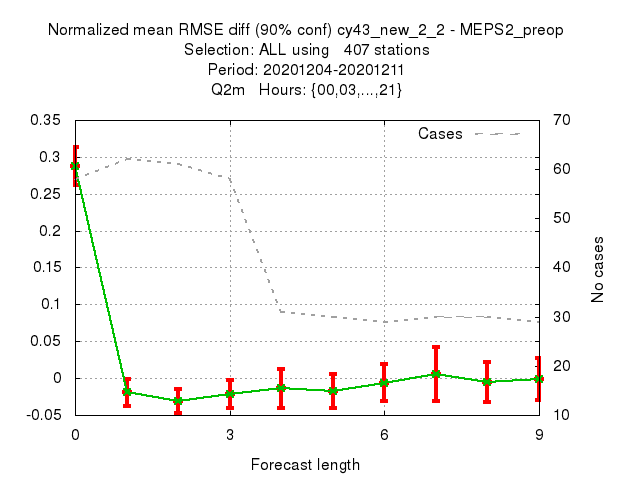 Normalized mean RMSE diff (90% conf) cy43_new_2_2 - MEPS2_preop
Selection: ALL using   407 stations
Period: 20201204-20201211
Q2m   Hours: {00,03,...,21}
0.35
0.3
0.25
0.2
0.15
0.1
0.05
0
-0.05
Cases
70
60
50
40
30
20
10
No cases
0
3
6
9
Forecast length